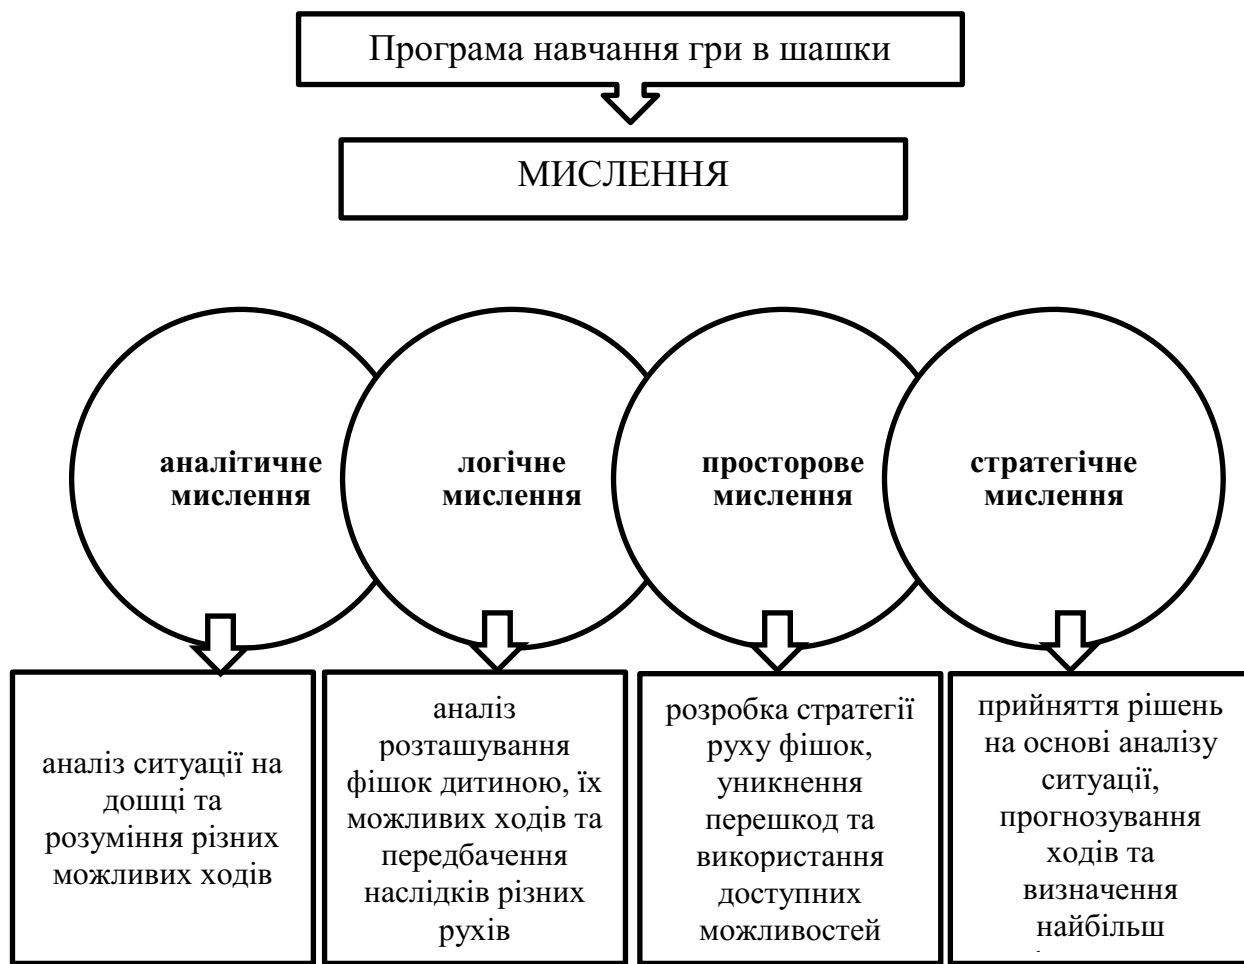 Програма навчання гри в шашки
МИСЛЕННЯ
аналітичне
мислення
логічне
мислення
просторове
мислення
стратегічне
мислення
аналіз ситуації на
дошці та
розуміння різних
можливих ходів
аналіз
розташування
фішок дитиною, їх
можливих ходів та
передбачення
наслідків різних
рухів
розробка стратегії
руху фішок,
уникнення
перешкод та
використання
доступних
можливостей
прийняття рішень
на основі аналізу
ситуації,
прогнозування
ходів та
визначення
найбільш